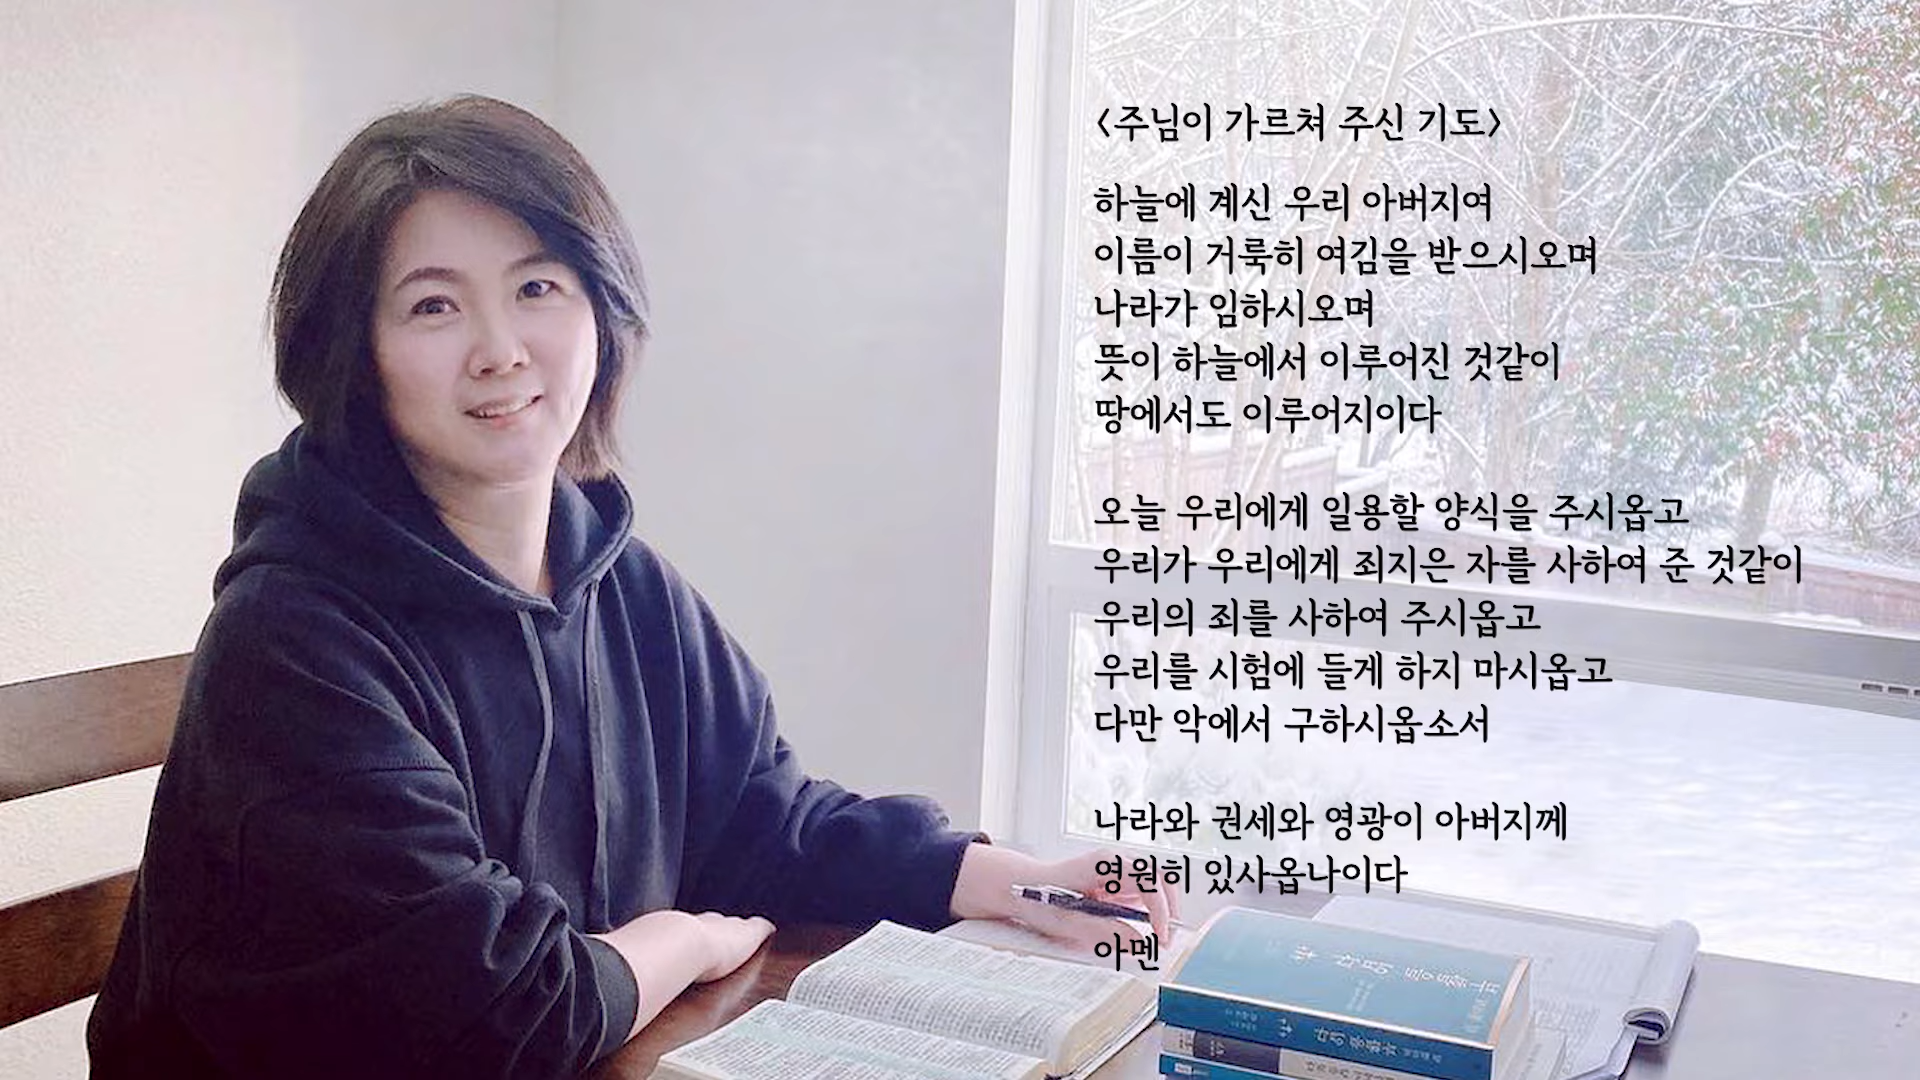 <주님이 가르쳐 주신 기도>
하늘에 계신 우리 아버지여
이름이 거룩히 여김을 받으시오며
나라가 임하시오며
뜻이 하늘에서 이루어진 것같이
땅에서도 이루어지이다
오늘 우리에게 일용할 양식을 주시옵고
우리가 우리에게 죄지은 자를 사하여 준 것같이
우리의 죄를 사하여 주시옵고
우리를 시험에 들게 하지 마시옵고
다만 악에서 구하시옵소서
나라와 권세와 영광이 아버지께
영원히 있사옵나이다
아멘